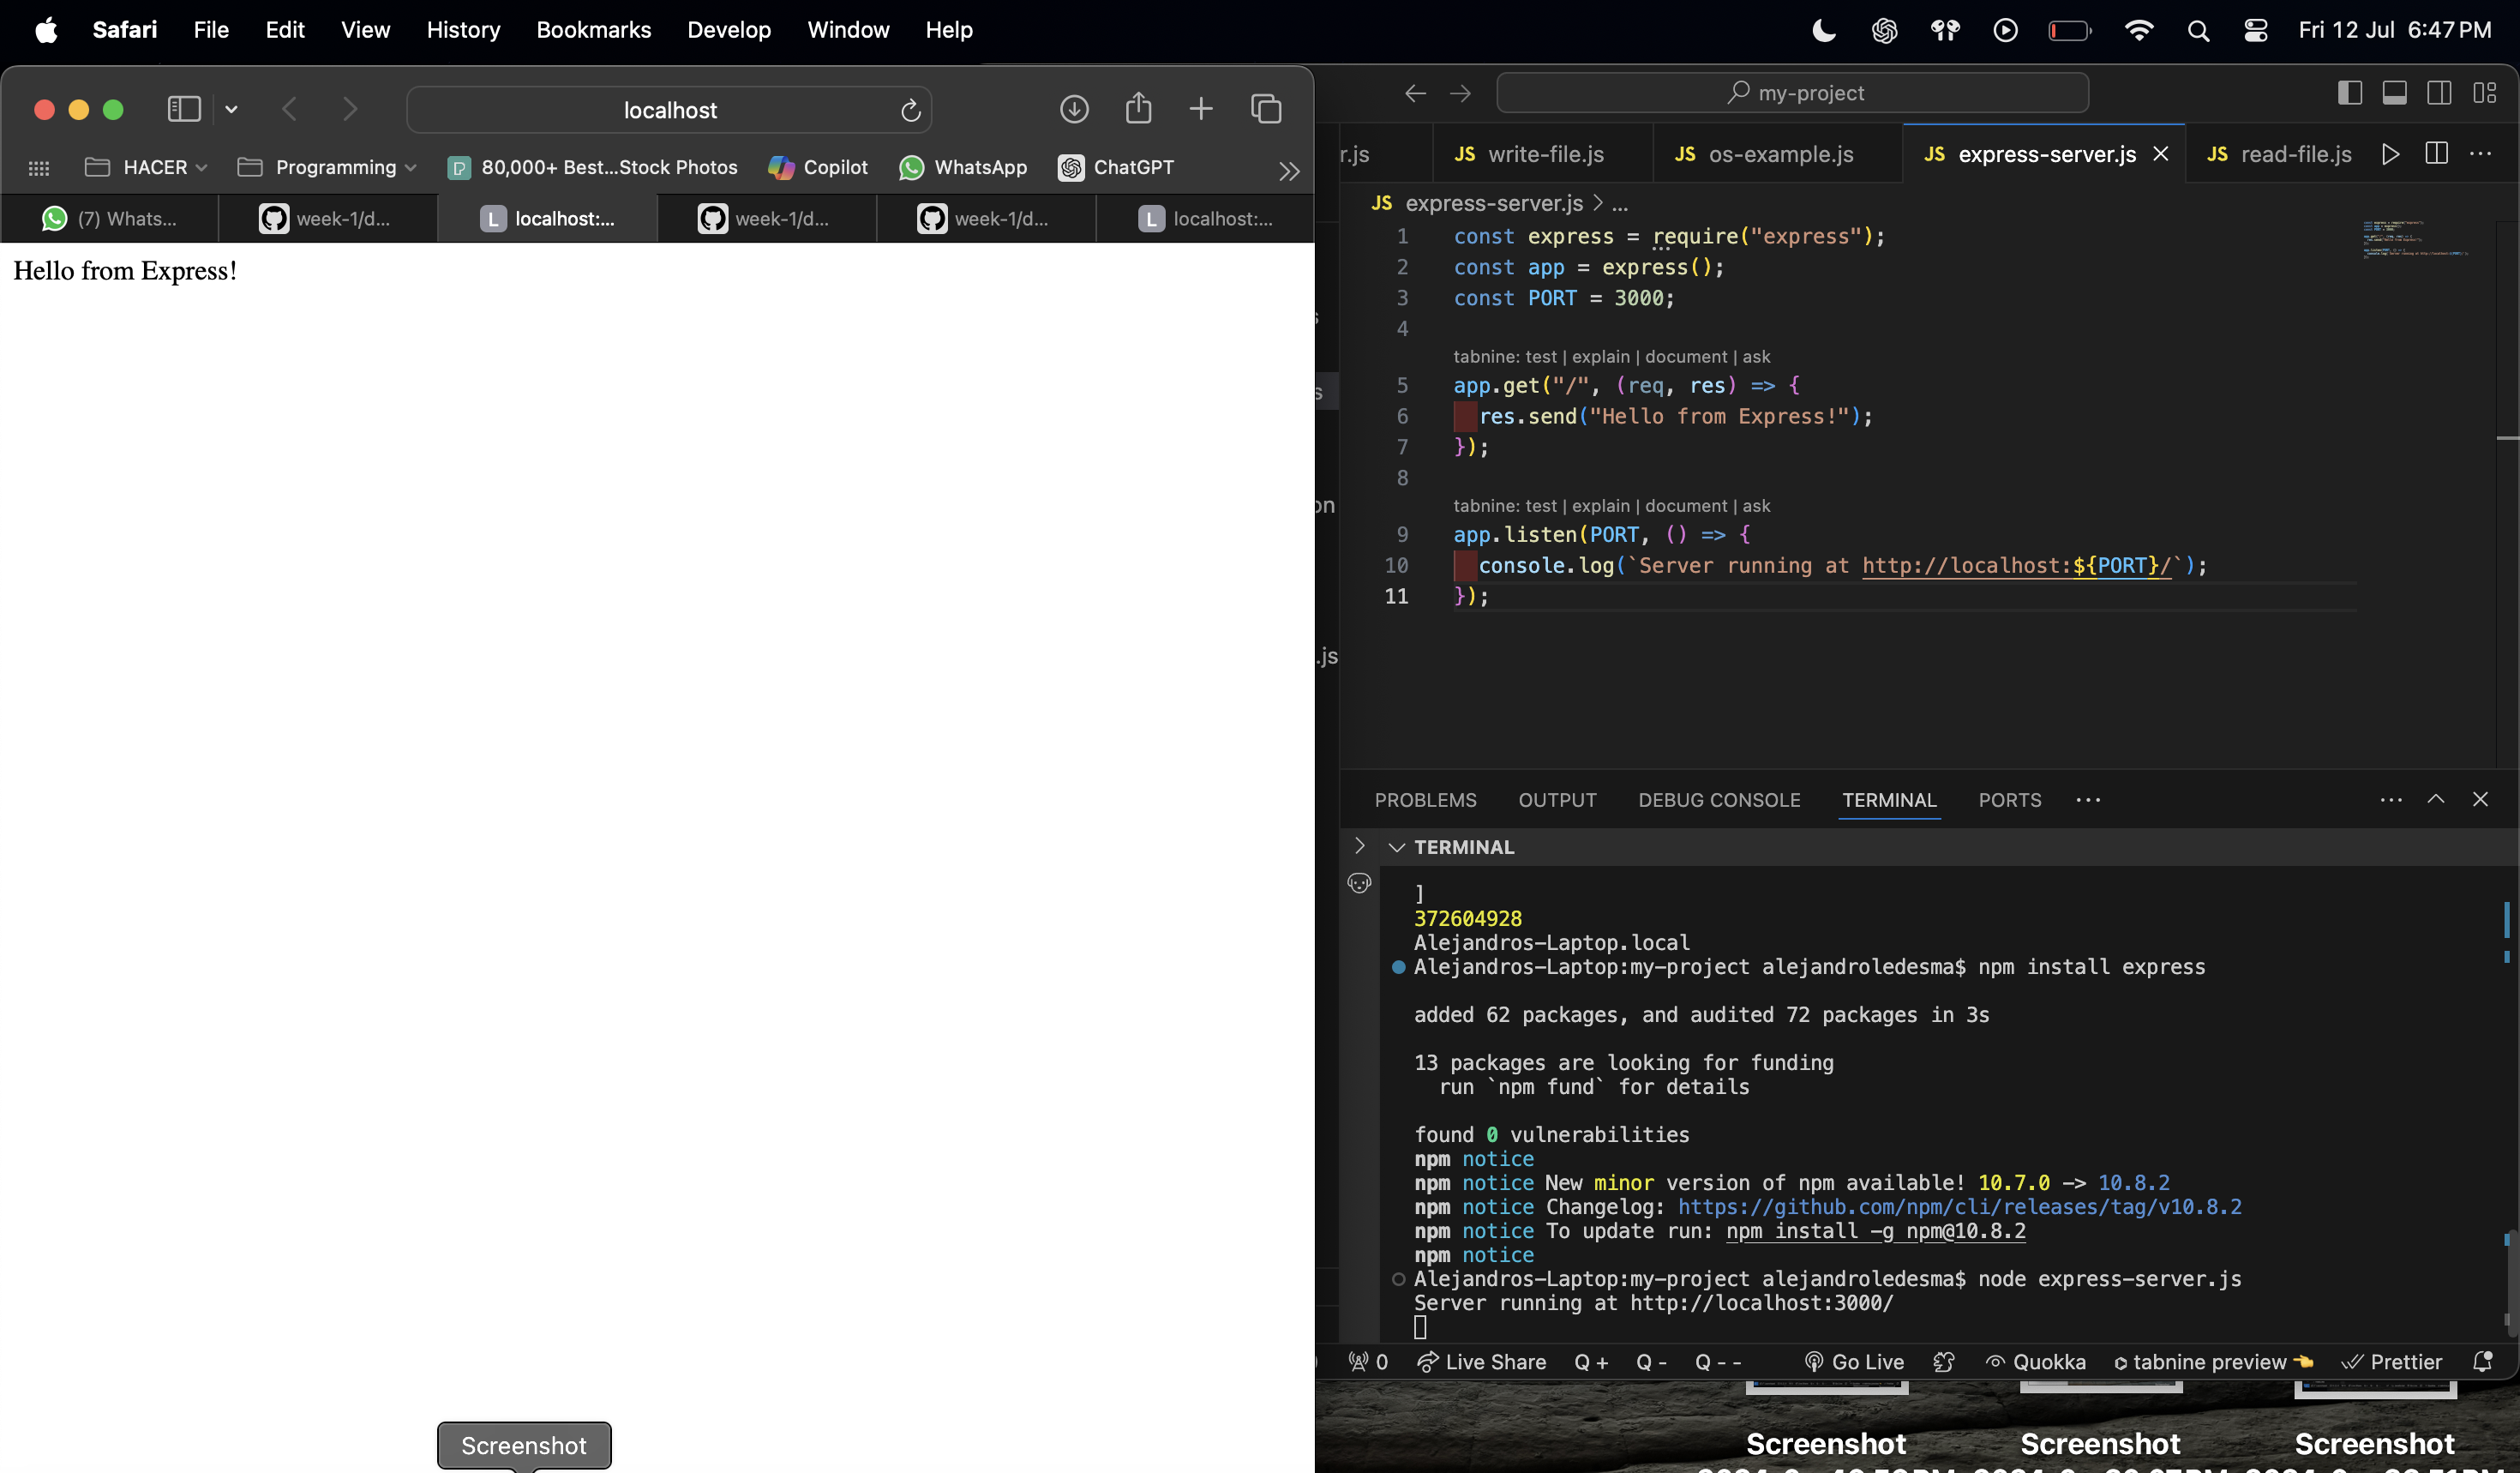 Safari File Edit View History Bookmarks Develop Window Help Fri 12 Jul 6:47 PM
localhost
HACER Programming 80,000+ Best...Stock Photos Copilot WhatsApp ChatGPT
(7) Whats... week-1/d... L localhost:... week-1/d... week-1/d... L localhost:...
Hello from Express!
my-project
r.js JS write-file.js JS os-example.js JS express-server.js JS read-file.js
JS express-server.js > ...
1 const express = require("express");
2 const app = express();
3 const PORT = 3000;
4
tabnine: test | explain | document | ask
5 app.get("/", (req, res) => {
6 res.send("Hello from Express!");
7 });
8
tabnine: test | explain | document | ask
9 app.listen(PORT, () => {
10 console.log(`Server running at http://localhost:${PORT}/`);
11 });
on
.js
PROBLEMS OUTPUT DEBUG CONSOLE TERMINAL PORTS
TERMINAL
]
372604928
Alejandros-Laptop.local
Alejandros-Laptop:my-project alejandroledesma$ npm install express
added 62 packages, and audited 72 packages in 3s
13 packages are looking for funding
run `npm fund` for details
found 0 vulnerabilities
npm notice
npm notice New minor version of npm available! 10.7.0 -> 10.8.2
npm notice Changelog: https://github.com/npm/cli/releases/tag/v10.8.2
npm notice To update run: npm install -g npm@10.8.2
npm notice
Alejandros-Laptop:my-project alejandroledesma$ node express-server.js
Server running at http://localhost:3000/
0 Live Share Q + Q - Q - - Go Live Quokka tabnine preview Prettier
Screenshot
Screenshot Screenshot Screenshot